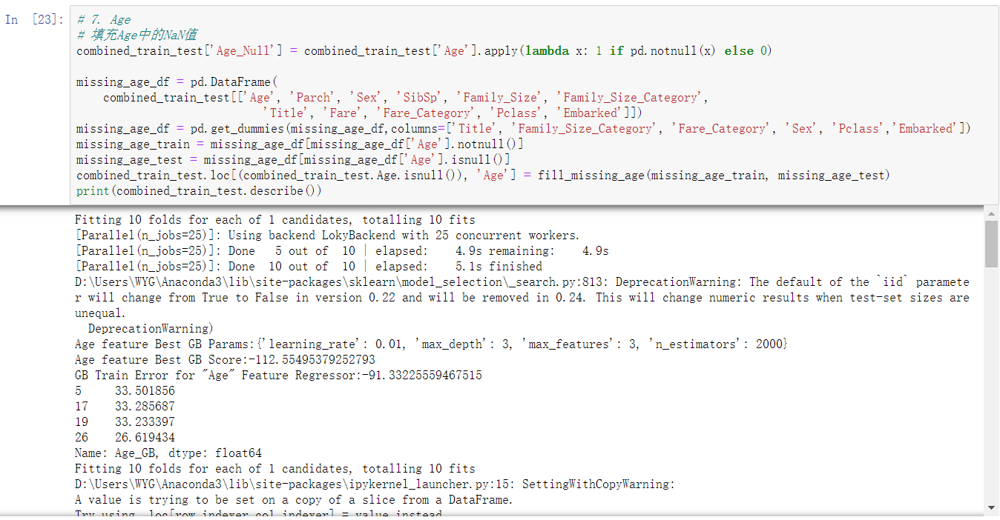 In [23]:
# 7. Age
# 填充Age中的NaN值
combined_train_test['Age_Null'] = combined_train_test['Age'].apply(lambda x: 1 if pd.notnull(x) else 0)
missing_age_df = pd.DataFrame(
combined_train_test[['Age', 'Parch', 'Sex', 'SibSp', 'Family_Size', 'Family_Size_Category',
'Title', 'Fare', 'Fare_Category', 'Pclass', 'Embarked']])
missing_age_df = pd.get_dummies(missing_age_df,columns=['Title', 'Family_Size_Category', 'Fare_Category', 'Sex', 'Pclass','Embarked'])
missing_age_train = missing_age_df[missing_age_df['Age'].notnull()]
missing_age_test = missing_age_df[missing_age_df['Age'].isnull()]
combined_train_test.loc[(combined_train_test.Age.isnull()), 'Age'] = fill_missing_age(missing_age_train, missing_age_test)
print(combined_train_test.describe())
Fitting 10 folds for each of 1 candidates, totalling 10 fits
[Parallel(n_jobs=25)]: Using backend LokyBackend with 25 concurrent workers.
[Parallel(n_jobs=25)]: Done   5 out of  10 | elapsed:    4.9s remaining:    4.9s
[Parallel(n_jobs=25)]: Done  10 out of  10 | elapsed:    5.1s finished
D:\Users\WYG\Anaconda3\lib\site-packages\sklearn\model_selection\_search.py:813: DeprecationWarning: The default of the `iid` paramete
r will change from True to False in version 0.22 and will be removed in 0.24. This will change numeric results when test-set sizes are
unequal.
DeprecationWarning)
Age feature Best GB Params:{'learning_rate': 0.01, 'max_depth': 3, 'max_features': 3, 'n_estimators': 2000}
Age feature Best GB Score:-112.55495379252793
GB Train Error for "Age" Feature Regressor:-91.33225559467515
5     33.501856
17    33.285687
19    33.233397
26    26.619434
Name: Age_GB, dtype: float64
Fitting 10 folds for each of 1 candidates, totalling 10 fits
D:\Users\WYG\Anaconda3\lib\site-packages\ipykernel_launcher.py:15: SettingWithCopyWarning:
A value is trying to be set on a copy of a slice from a DataFrame.
Try using .loc[row_indexer,col_indexer] = value instead